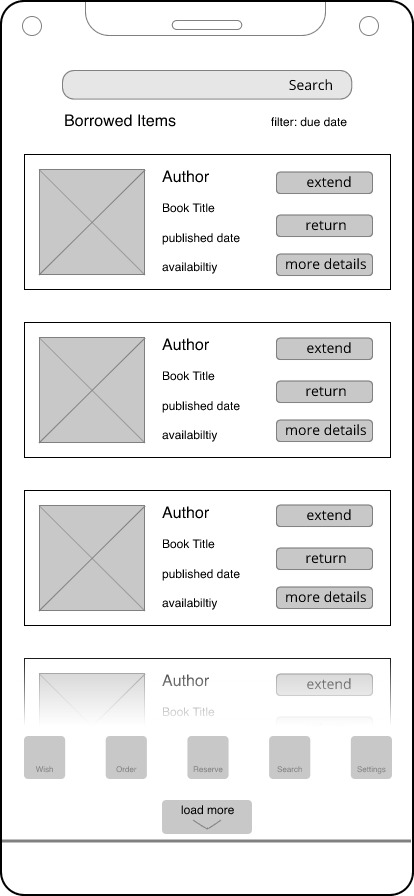 Search
Borrowed Items
filter: due date
Author
extend
Book Title
return
published date
availabiltiy
more details
Author
extend
Book Title
return
published date
availabiltiy
more details
Author
extend
Book Title
return
published date
availabiltiy
more details
Author
extend
Book Title
Wish
Order
Reserve
Search
Settings
load more